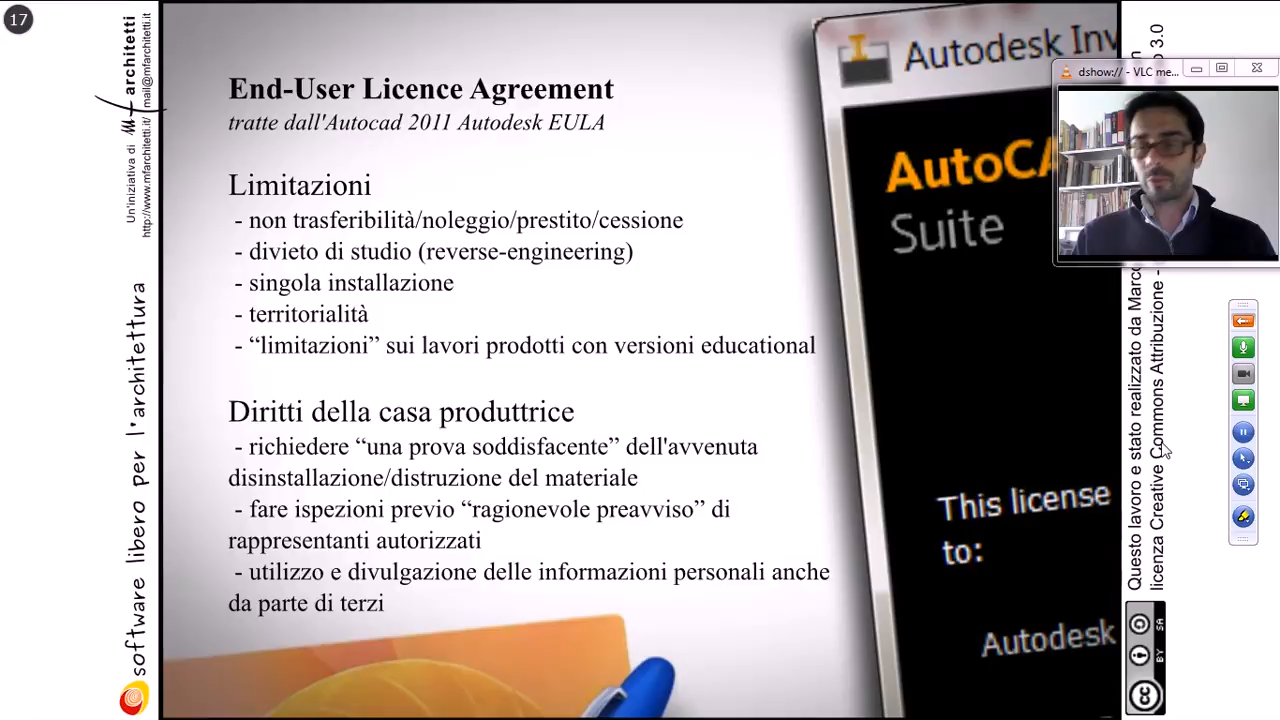 17
Un'iniziativa di M architetti
http://www.mfarchitetti.it/ mail@mfarchitetti.it
software libero per l'architettura
End-User Licence Agreement
tratte dall'Autocad 2011 Autodesk EULA
Limitazioni
- non trasferibilità/noleggio/prestito/cessione
- divieto di studio (reverse-engineering)
- singola installazione
- territorialità
- “limitazioni” sui lavori prodotti con versioni educational
Diritti della casa produttrice
- richiedere “una prova soddisfacente” dell'avvenuta
disinstallazione/distruzione del materiale
- fare ispezioni previo “ragionevole preavviso” di
rappresentanti autorizzati
- utilizzo e divulgazione delle informazioni personali anche
da parte di terzi
Autodesk Inv
AutoCA
Suite
This license
to:
Autodesk
dshow:// - VLC me...
Questo lavoro e stato realizzato da Marco
licenza Creative Commons Attribuzione - 3.0
cc BY SA